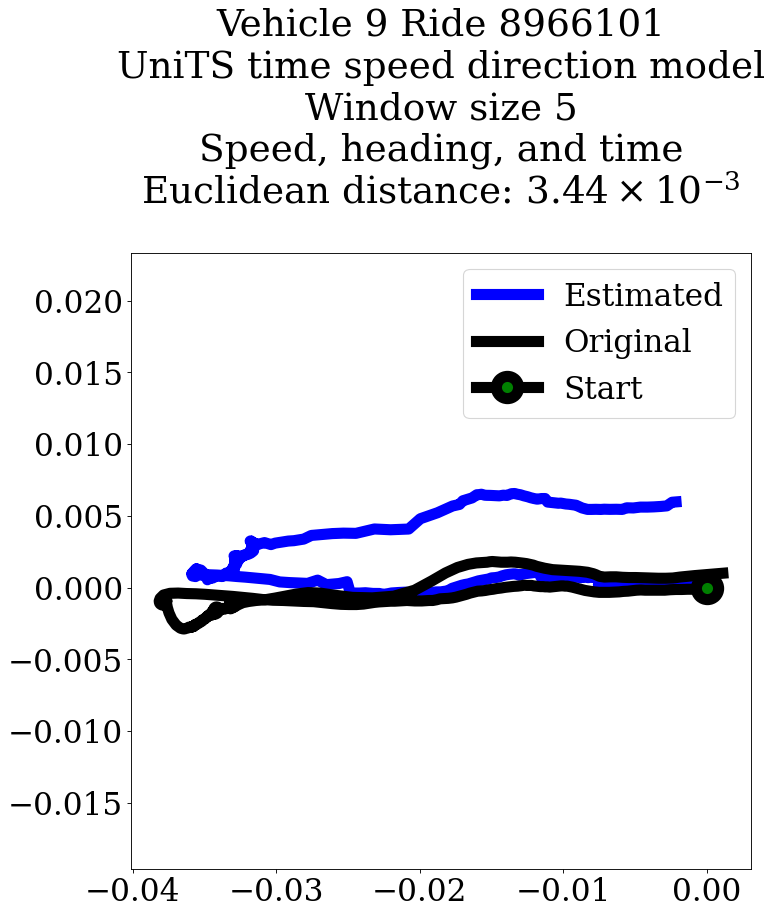 Vehicle 9 Ride 8966101
UniTS time speed direction model
Window size 5
Speed, heading, and time
Euclidean distance: 3.44 × 10⁻³
Estimated
Original
Start
0.020
0.015
0.010
0.005
0.000
−0.005
−0.010
−0.015
−0.04 −0.03 −0.02 −0.01 0.00